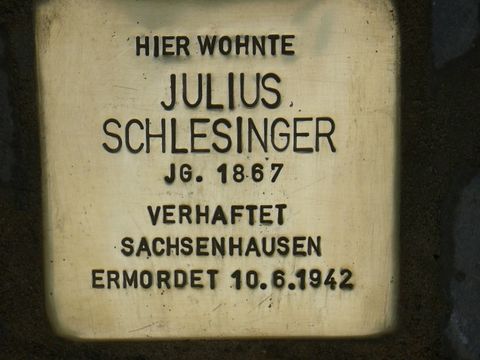 HIER WOHNTE
JULIUS
SCHLESINGER
JG. 1867
VERHAFTET
SACHSENHAUSEN
ERMORDET 10.6.1942